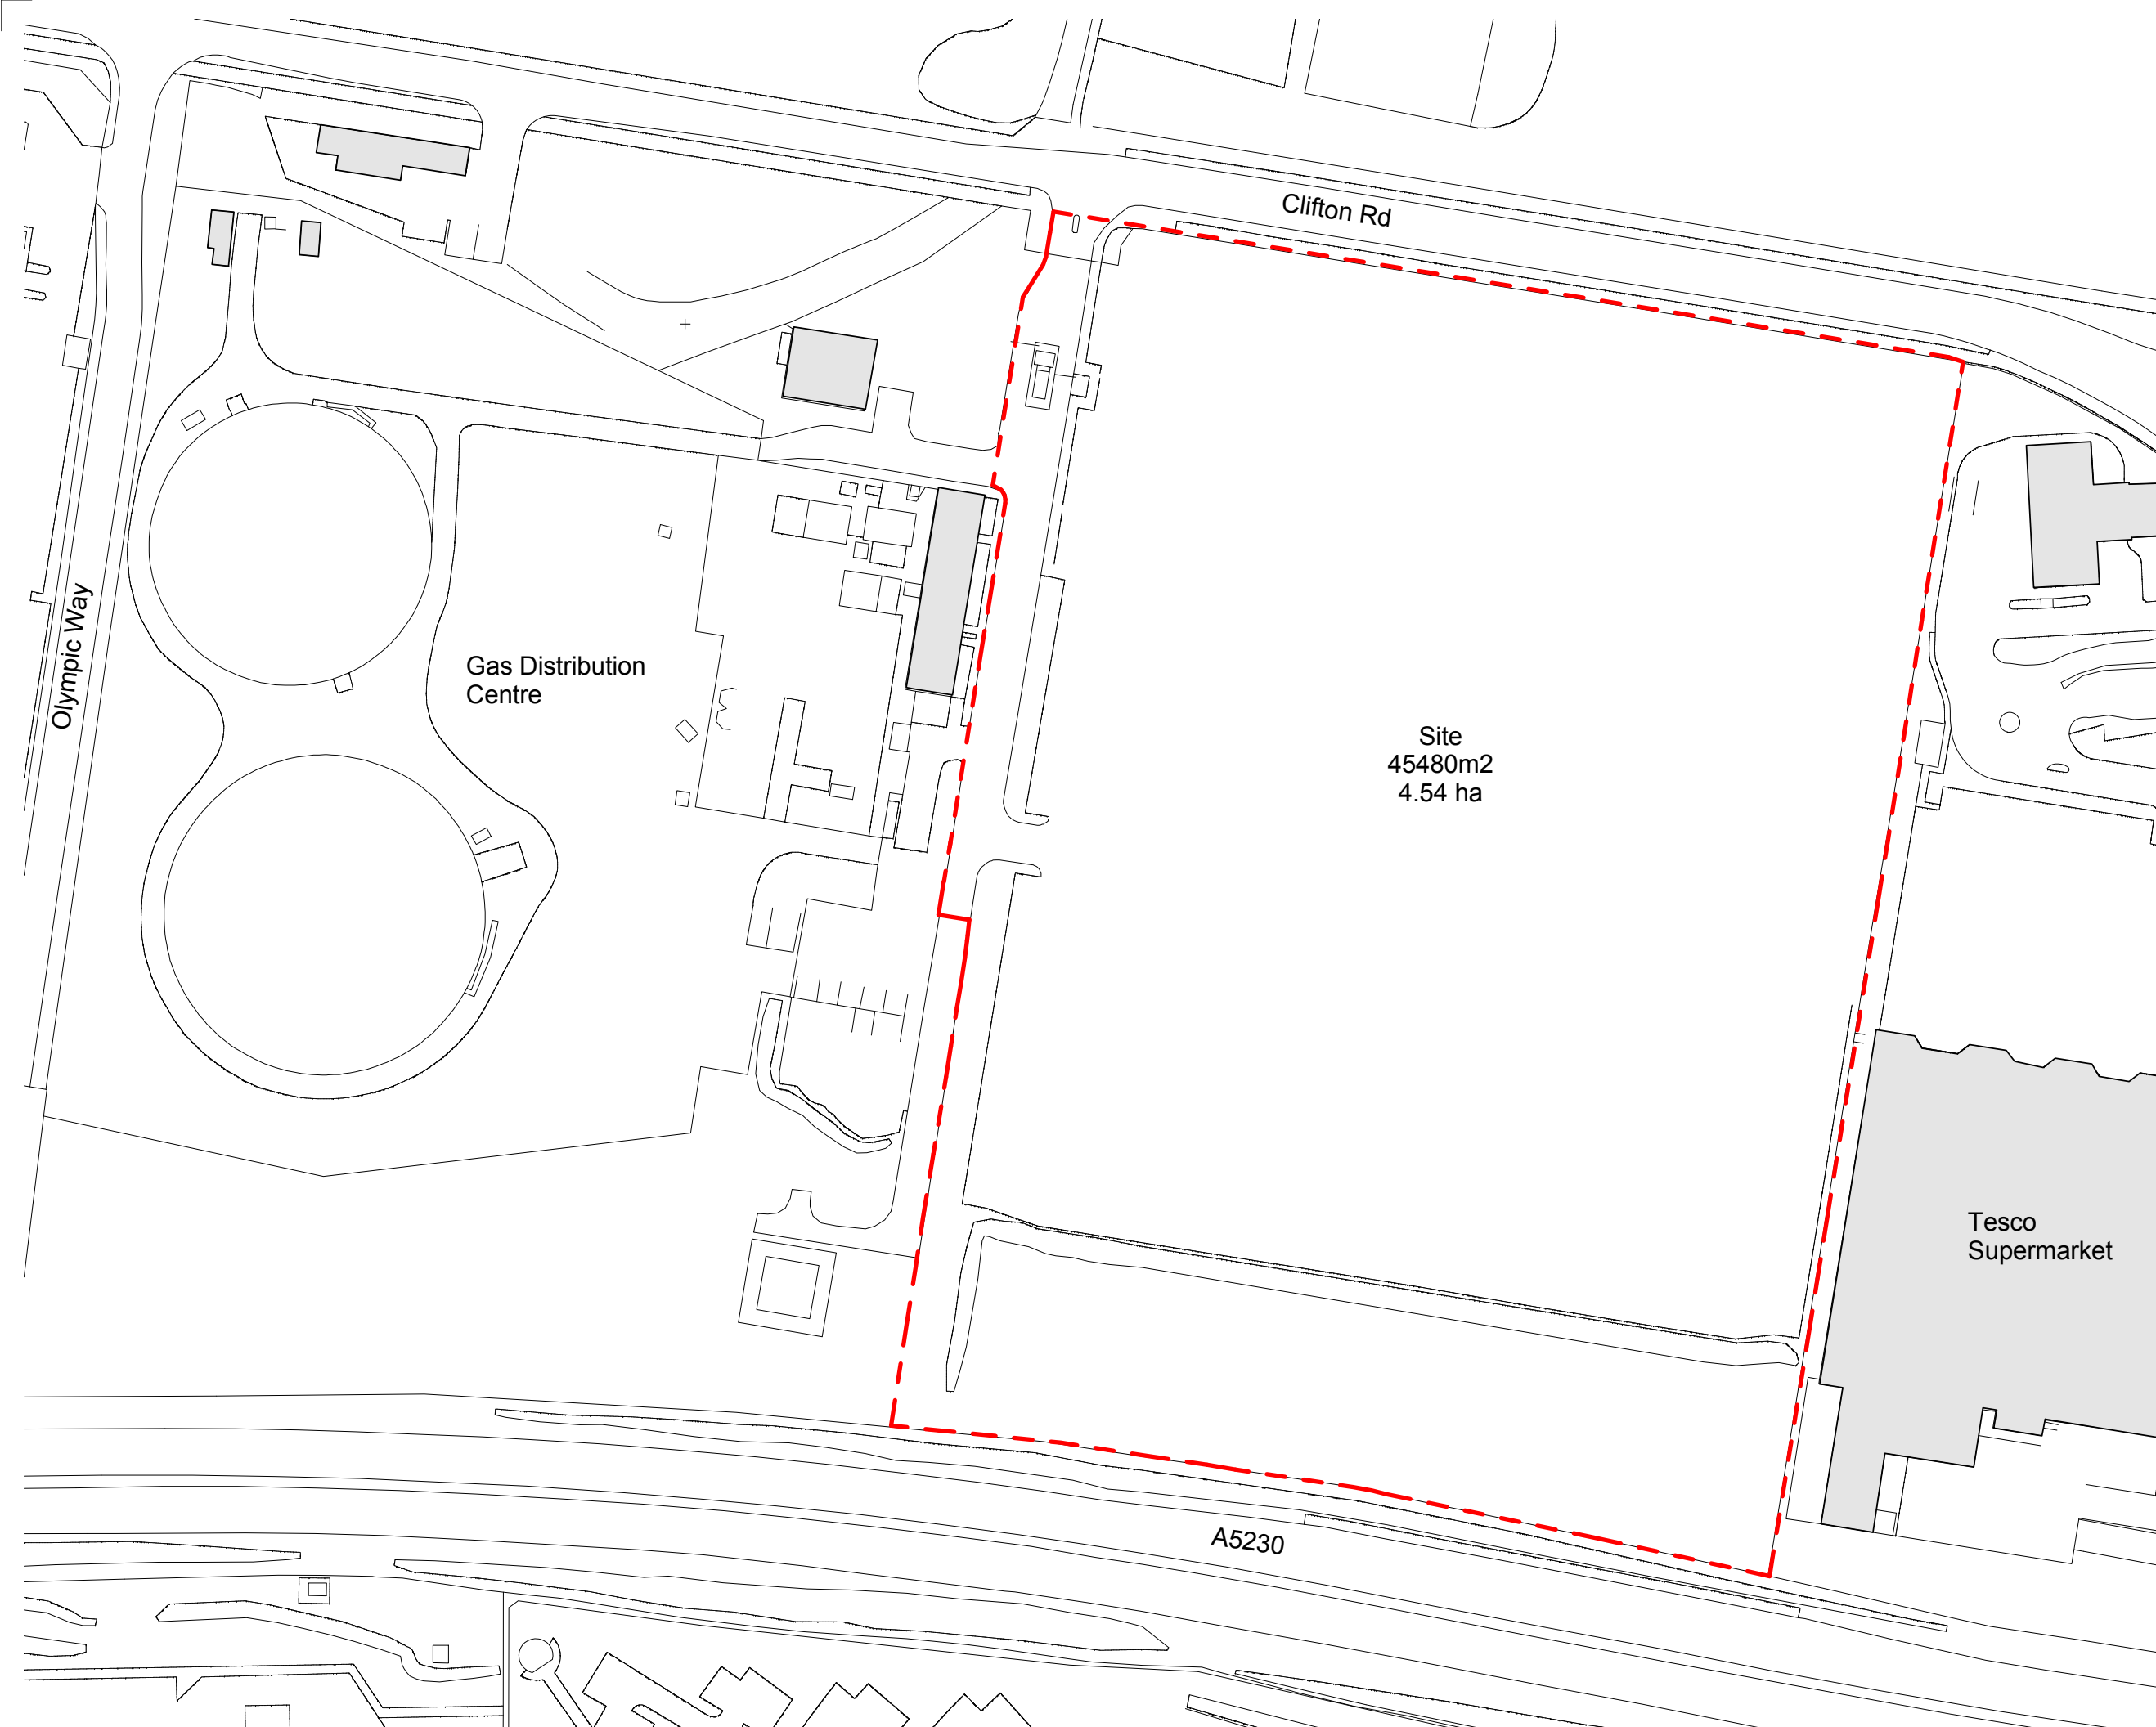 Clifton Rd
Olympic Way
Gas Distribution
Centre
Site
45480m2
4.54 ha
Tesco
Supermarket
A5230